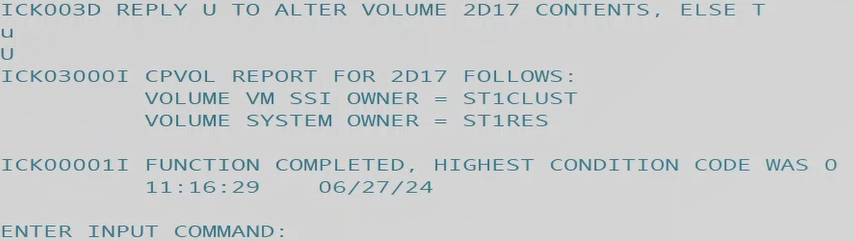 ICK003D REPLY U TO ALTER VOLUME 2D17 CONTENTS, ELSE T
u
U
ICK03000I CPVOL REPORT FOR 2D17 FOLLOWS:
VOLUME VM SSI OWNER = ST1CLUST
VOLUME SYSTEM OWNER = ST1RES
ICK00001I FUNCTION COMPLETED, HIGHEST CONDITION CODE WAS 0
11:16:29 06/27/24
ENTER INPUT COMMAND: